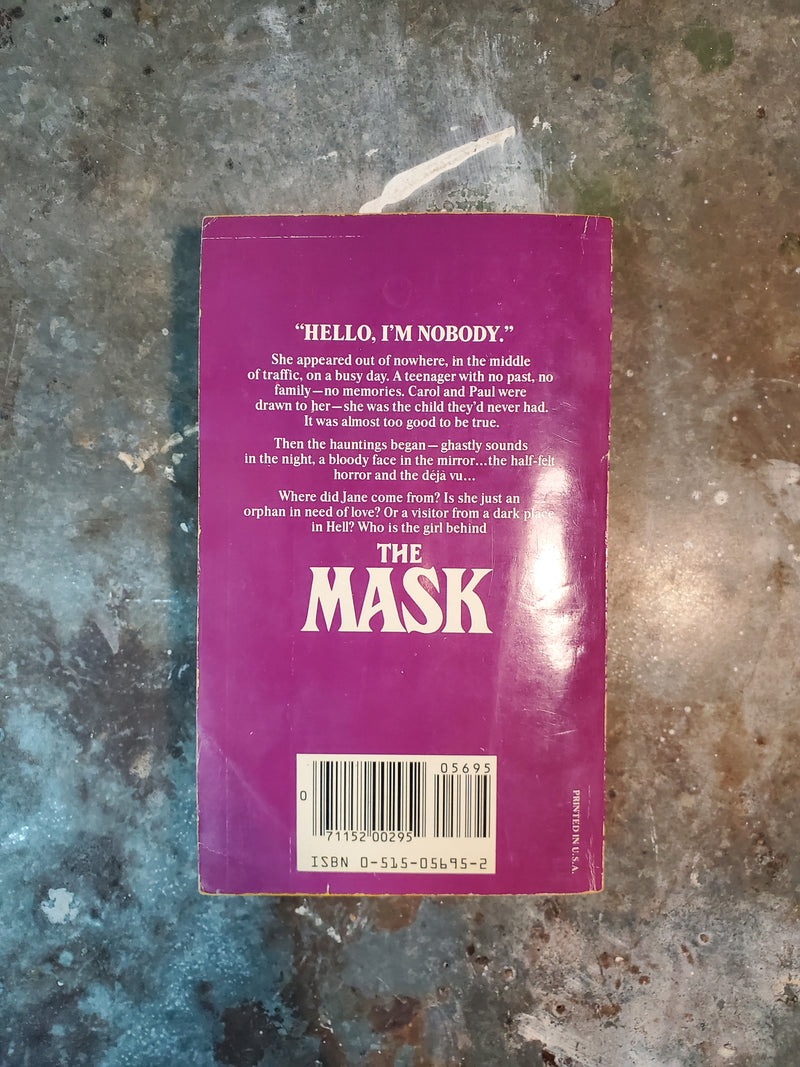 “HELLO, I’M NOBODY.”
She appeared out of nowhere, in the middle
of traffic, on a busy day. A teenager with no past, no
family—no memories. Carol and Paul were
drawn to her—she was the child they’d never had.
It was almost too good to be true.
Then the hauntings began—ghastly sounds
in the night, a bloody face in the mirror...the half-felt
horror and the déjà vu...
Where did Jane come from? Is she just an
orphan in need of love? Or a visitor from a dark place
in Hell? Who is the girl behind
THE
MASK
05695
0
71152 00295
ISBN 0-515-05695-2
PRINTED IN U.S.A.